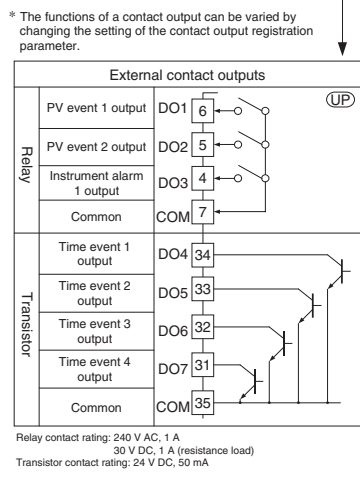 * The functions of a contact output can be varied by
changing the setting of the contact output registration
parameter.
External contact outputs
UP
Relay
PV event 1 output DO1 6
PV event 2 output DO2 5
Instrument alarm
1 output
DO3 4
Common COM 7
Transistor
Time event 1
output
DO4 34
Time event 2
output
DO5 33
Time event 3
output
DO6 32
Time event 4
output
DO7 31
Common COM 35
Relay contact rating: 240 V AC, 1 A
30 V DC, 1 A (resistance load)
Transistor contact rating: 24 V DC, 50 mA